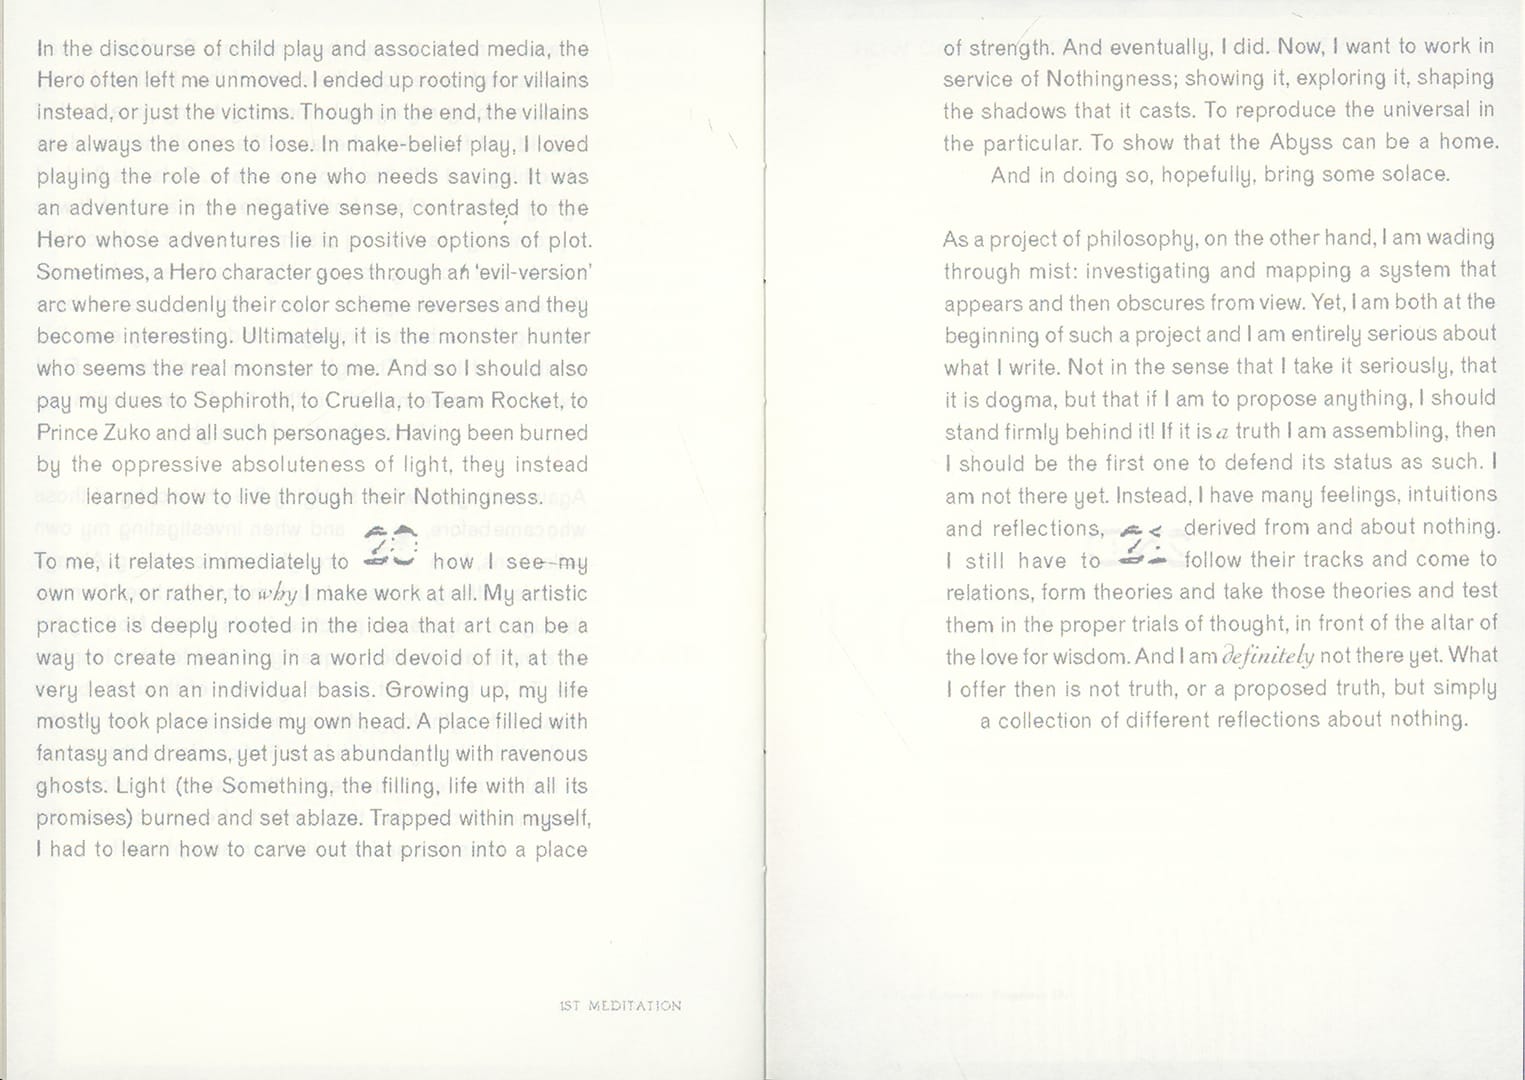 In the discourse of child play and associated media, the
Hero often left me unmoved. I ended up rooting for villains
instead, or just the victims. Though in the end, the villains
are always the ones to lose. In make-belief play, I loved
playing the role of the one who needs saving. It was
an adventure in the negative sense, contrasted to the
Hero whose adventures lie in positive options of plot.
Sometimes, a Hero character goes through an 'evil-version'
arc where suddenly their color scheme reverses and they
become interesting. Ultimately, it is the monster hunter
who seems the real monster to me. And so I should also
pay my dues to Sephiroth, to Cruella, to Team Rocket, to
Prince Zuko and all such personages. Having been burned
by the oppressive absoluteness of light, they instead
learned how to live through their Nothingness.
To me, it relates immediately to how I see my
own work, or rather, to why I make work at all. My artistic
practice is deeply rooted in the idea that art can be a
way to create meaning in a world devoid of it, at the
very least on an individual basis. Growing up, my life
mostly took place inside my own head. A place filled with
fantasy and dreams, yet just as abundantly with ravenous
ghosts. Light (the Something, the filling, life with all its
promises) burned and set ablaze. Trapped within myself,
I had to learn how to carve out that prison into a place
1ST MEDITATION
of strength. And eventually, I did. Now, I want to work in
service of Nothingness; showing it, exploring it, shaping
the shadows that it casts. To reproduce the universal in
the particular. To show that the Abyss can be a home.
And in doing so, hopefully, bring some solace.
As a project of philosophy, on the other hand, I am wading
through mist: investigating and mapping a system that
appears and then obscures from view. Yet, I am both at the
beginning of such a project and I am entirely serious about
what I write. Not in the sense that I take it seriously, that
it is dogma, but that if I am to propose anything, I should
stand firmly behind it! If it is a truth I am assembling, then
I should be the first one to defend its status as such. I
am not there yet. Instead, I have many feelings, intuitions
and reflections, derived from and about nothing.
I still have to follow their tracks and come to
relations, form theories and take those theories and test
them in the proper trials of thought, in front of the altar of
the love for wisdom. And I am definitely not there yet. What
I offer then is not truth, or a proposed truth, but simply
a collection of different reflections about nothing.